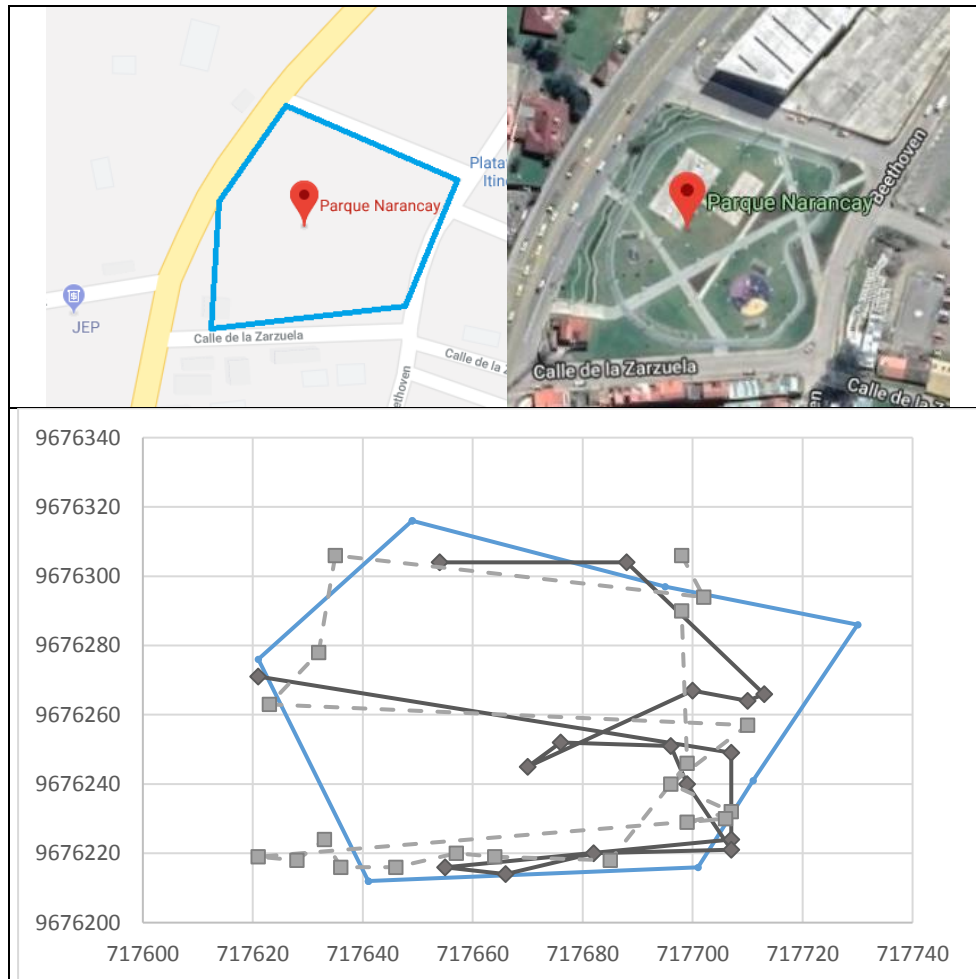 Plata
Itin
Parque Narancay
JEP
Calle de la Zarzuela
Calle de la
Beethoven
Parque Narancay
Calle de la Zarzuela
Calle de la
9676340
9676320
9676300
9676280
9676260
9676240
9676220
9676200
717600 717620 717640 717660 717680 717700 717720 717740